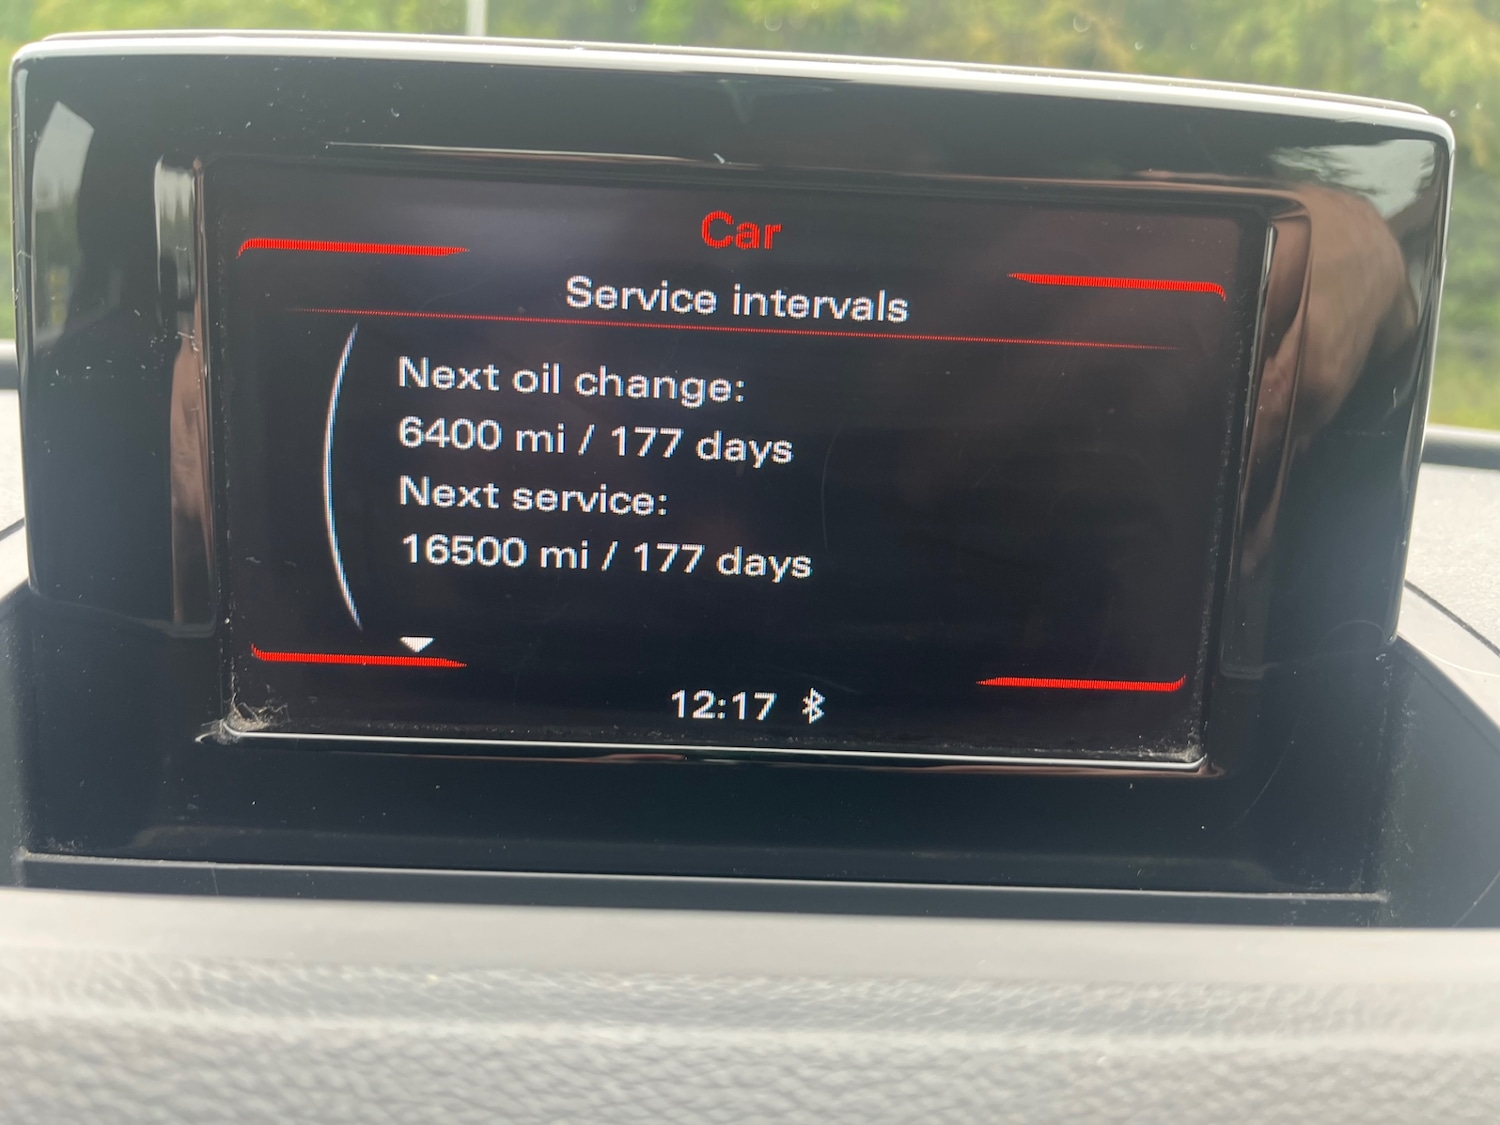 Car
Service intervals
Next oil change:
6400 mi / 177 days
Next service:
16500 mi / 177 days
12:17